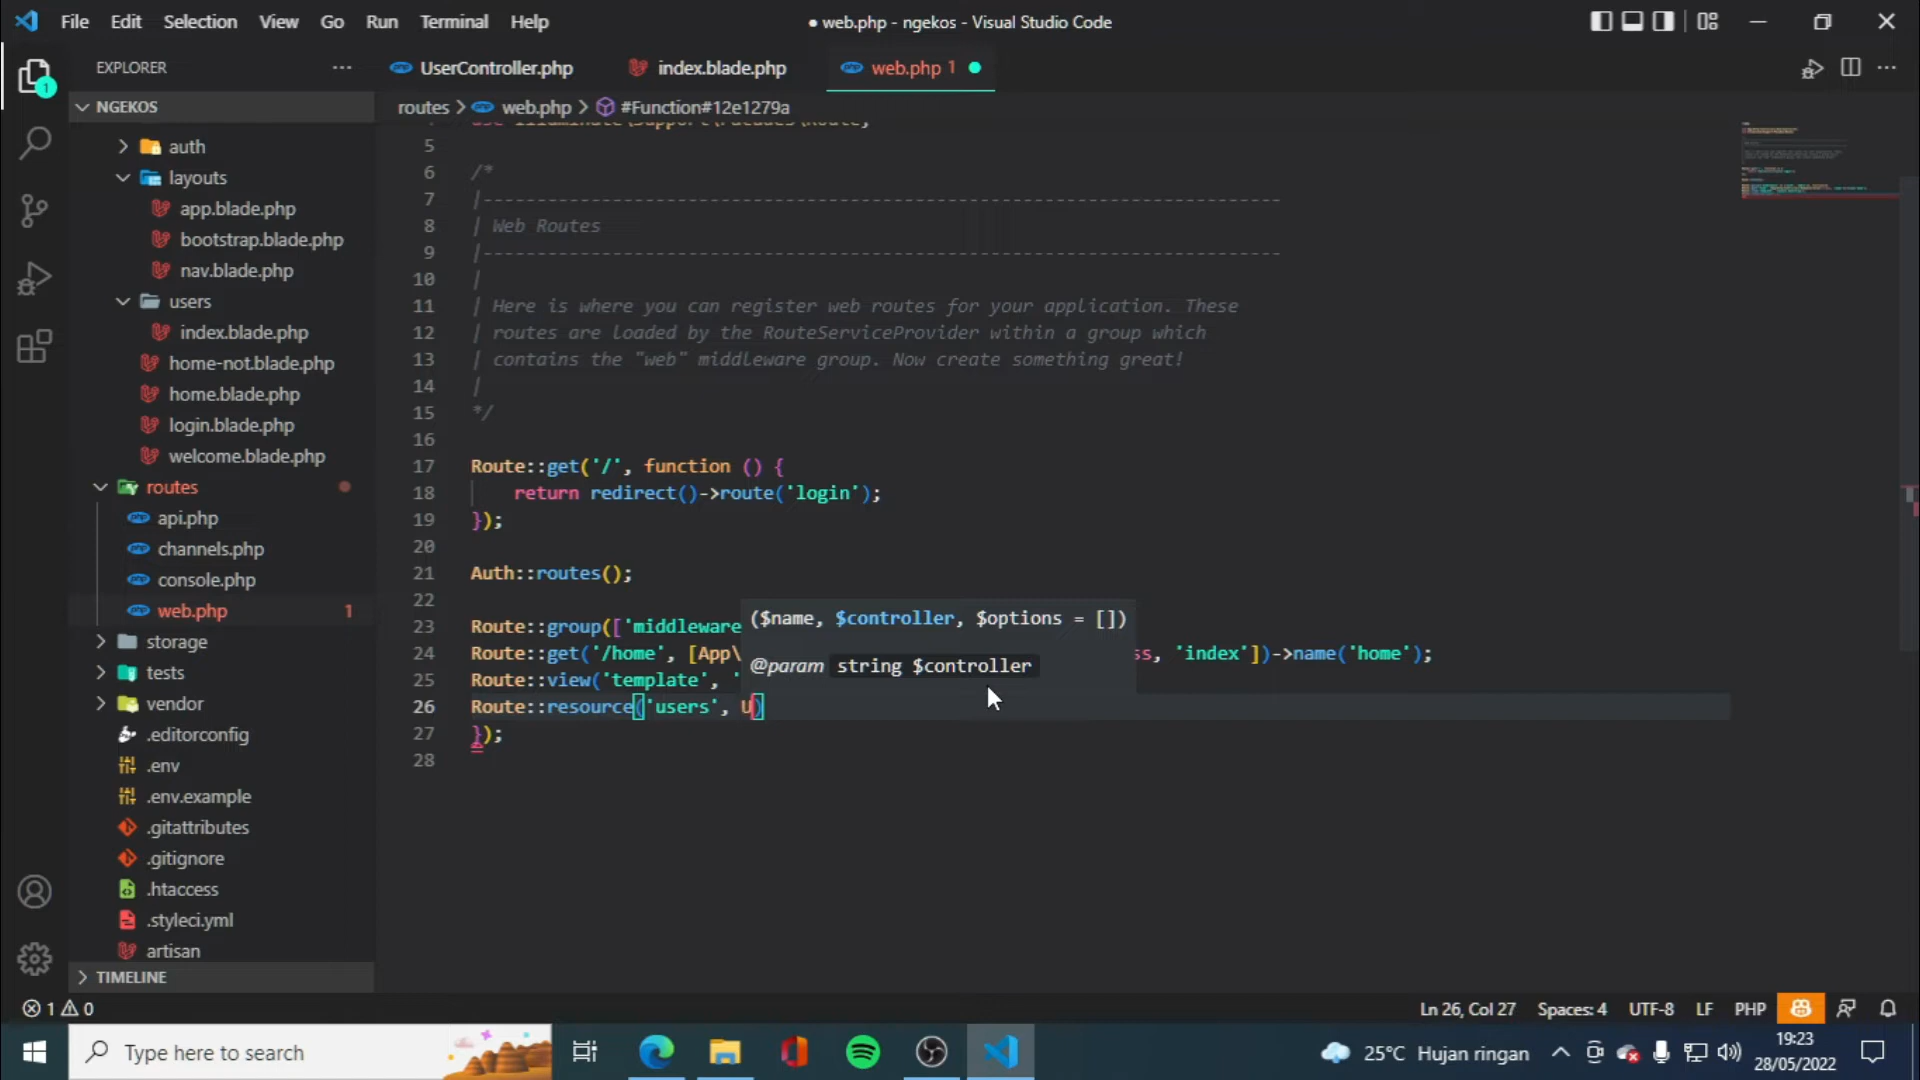 File Edit Selection View Go Run Terminal Help
● web.php - ngekos - Visual Studio Code
EXPLORER
NGEKOS
auth
layouts
app.blade.php
bootstrap.blade.php
nav.blade.php
users
index.blade.php
home-not.blade.php
home.blade.php
login.blade.php
welcome.blade.php
routes
api.php
channels.php
console.php
web.php 1
storage
tests
vendor
.editorconfig
.env
.env.example
.gitattributes
.gitignore
.htaccess
.styleci.yml
artisan
TIMELINE
1
UserController.php index.blade.php web.php 1
routes > web.php > #Function#12e1279a
5
6 /*
7 |--------------------------------------------------------------------------
8 | Web Routes
9 |--------------------------------------------------------------------------
10 |
11 | Here is where you can register web routes for your application. These
12 | routes are loaded by the RouteServiceProvider within a group which
13 | contains the "web" middleware group. Now create something great!
14 |
15 */
16
17 Route::get('/', function () {
18 return redirect()->route('login');
19 });
20
21 Auth::routes();
22
23 Route::group(['middleware
24 Route::get('/home', [App\ ss, 'index'])->name('home');
25 Route::view('template', '
26 Route::resource('users', U)
27 });
28
($name, $controller, $options = [])
@param string $controller
1 0
Ln 26, Col 27 Spaces: 4 UTF-8 LF PHP
Type here to search
25°C Hujan ringan
19:23
28/05/2022